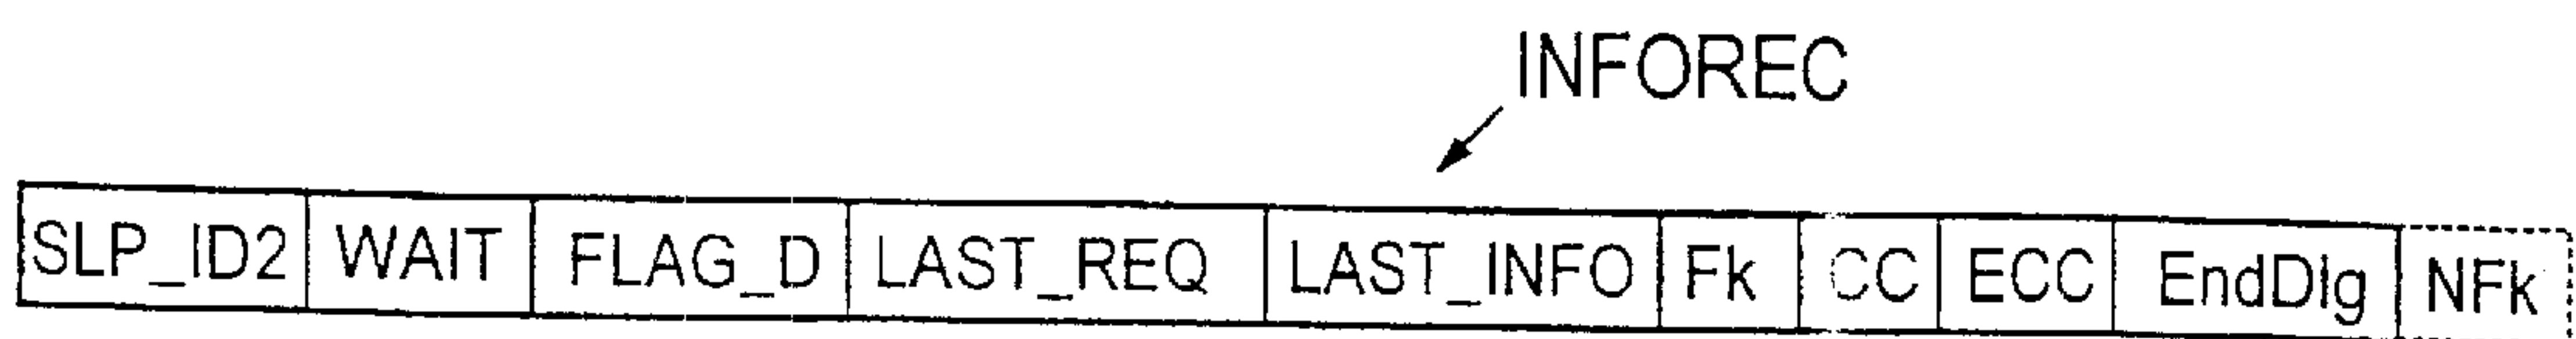 INFOREC
SLP_ID2 WAIT FLAG_D LAST_REQ LAST_INFO Fk CC ECC EndDlg NFk